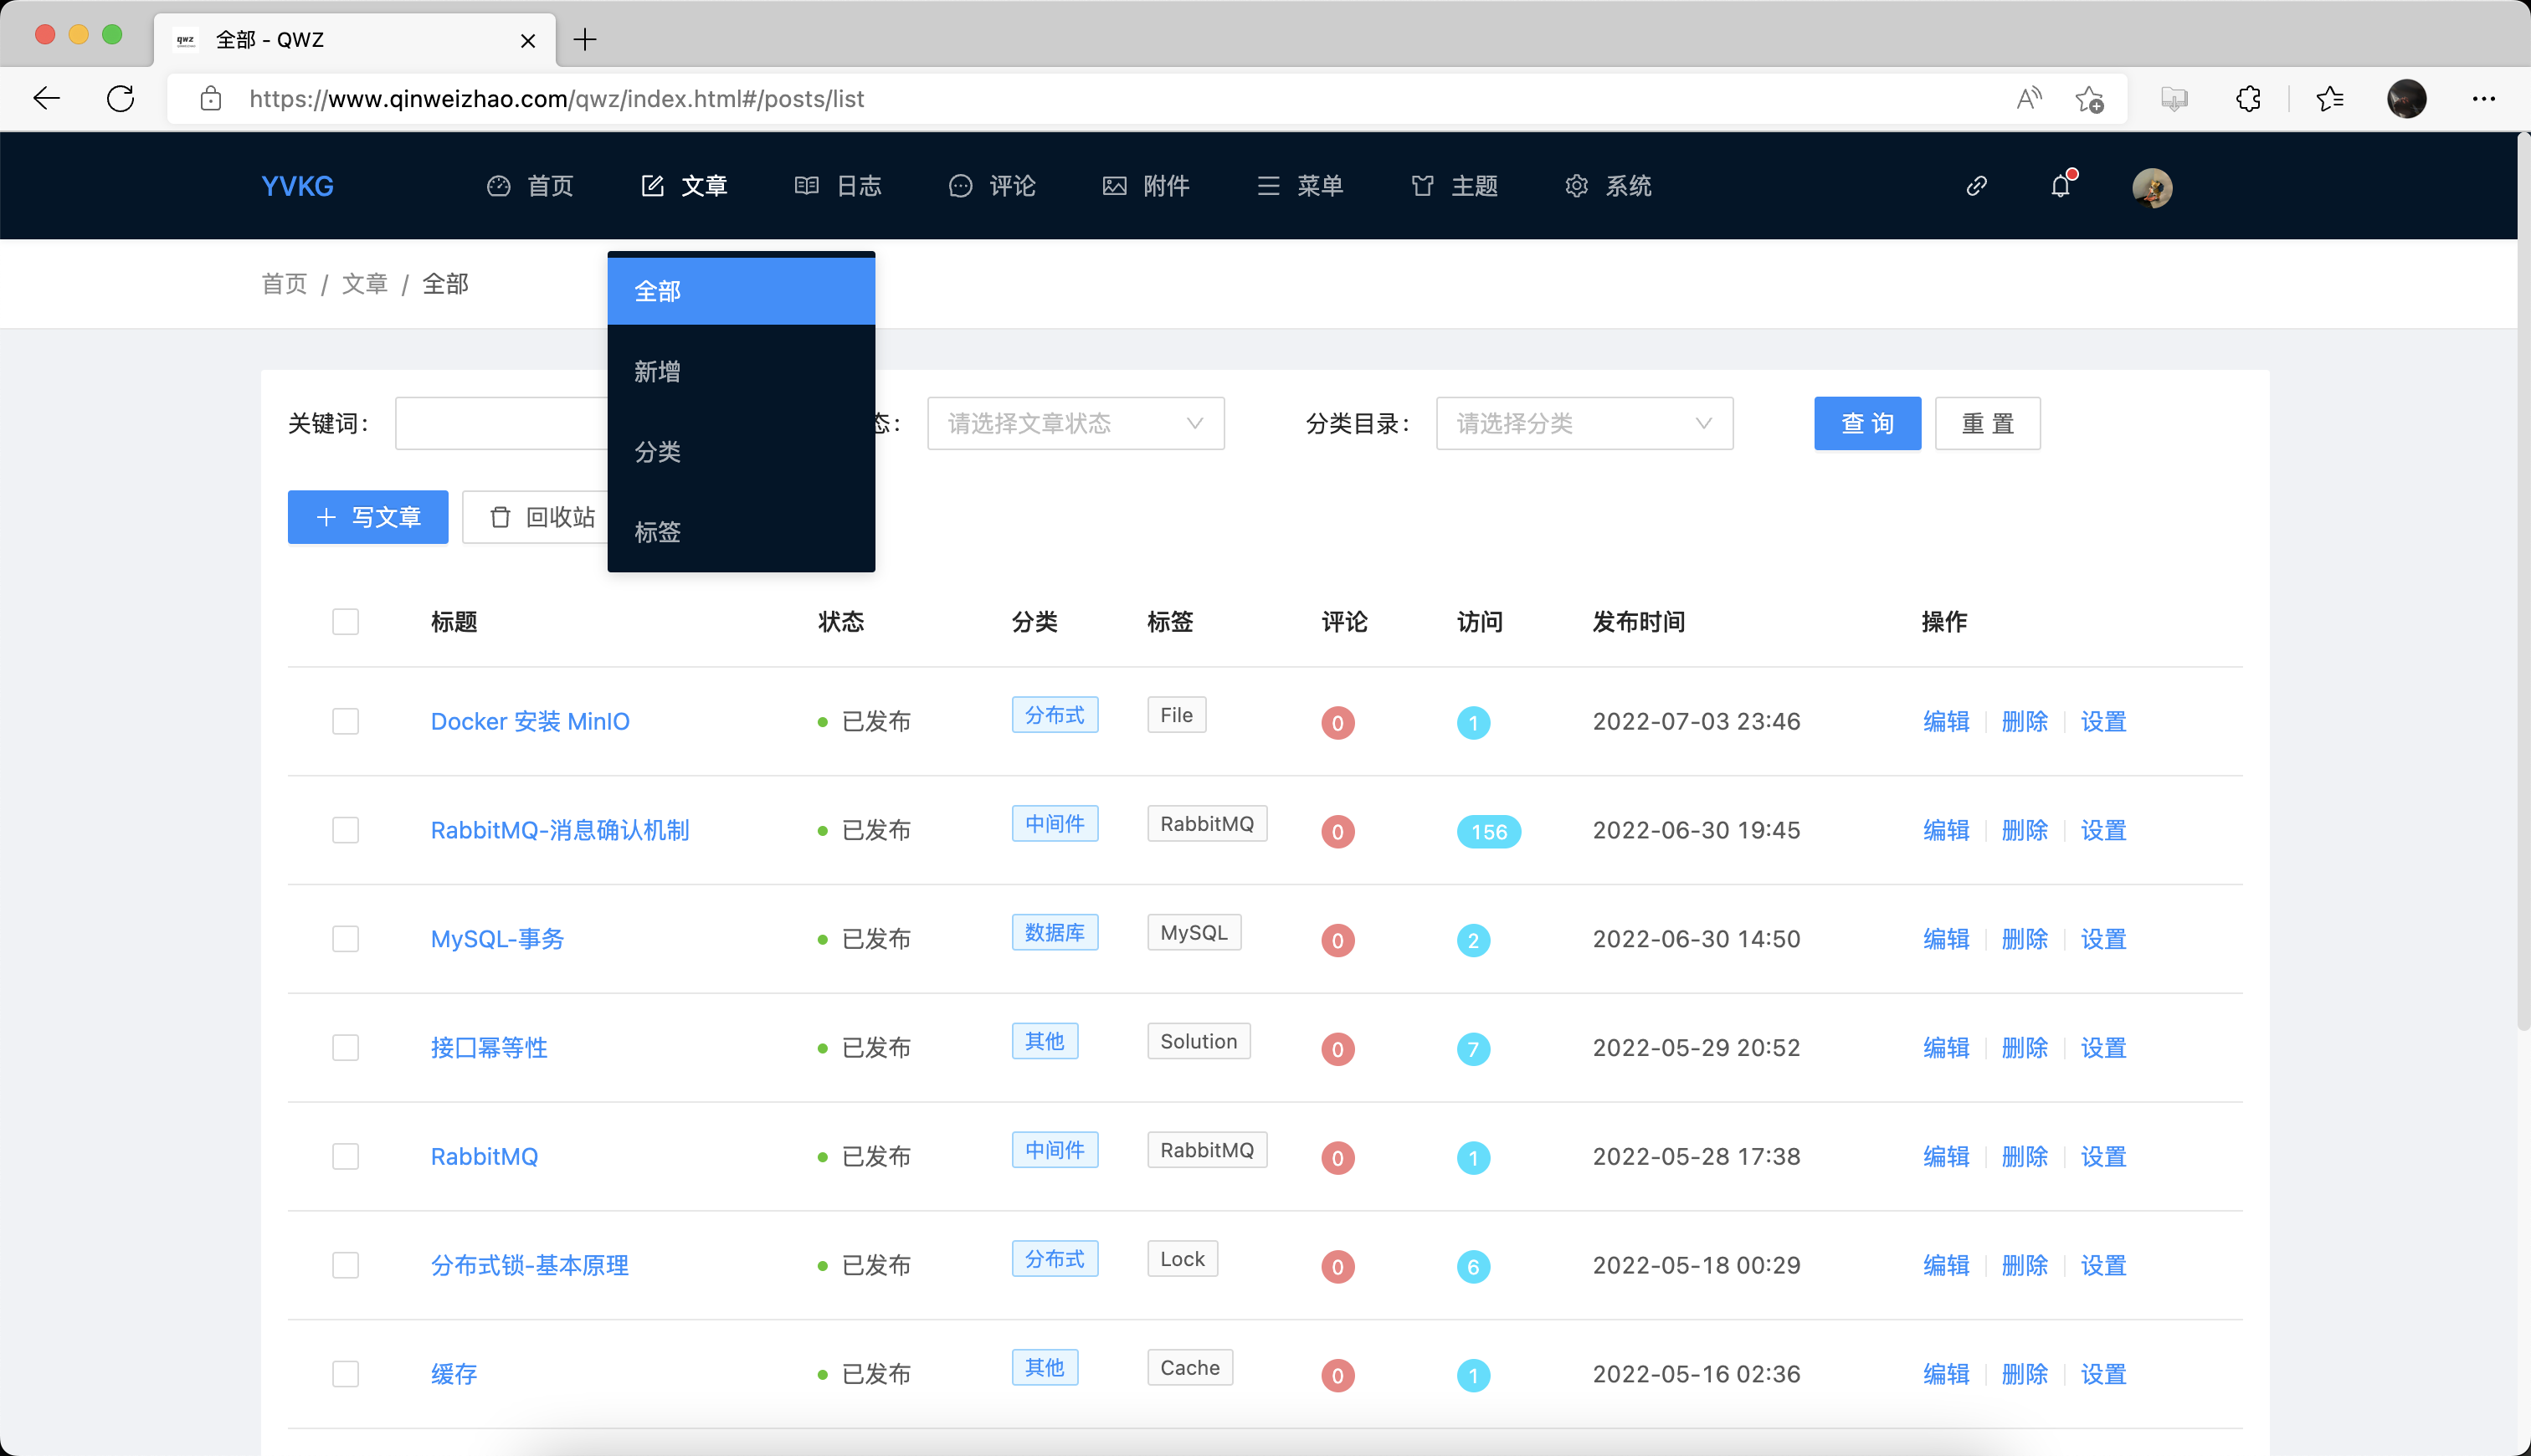 全部 - QWZ
https://www.qinweizhao.com/qwz/index.html#/posts/list
YVKG 首页 文章 日志 评论 附件 菜单 主题 系统
首页 / 文章 / 全部
全部
新增
分类
标签
关键词： 态： 请选择文章状态 分类目录： 请选择分类 查 询 重 置
写文章 回收站
标题 状态 分类 标签 评论 访问 发布时间 操作
Docker 安装 MinIO 已发布 分布式 File 0 1 2022-07-03 23:46 编辑 删除 设置
RabbitMQ-消息确认机制 已发布 中间件 RabbitMQ 0 156 2022-06-30 19:45 编辑 删除 设置
MySQL-事务 已发布 数据库 MySQL 0 2 2022-06-30 14:50 编辑 删除 设置
接口幂等性 已发布 其他 Solution 0 7 2022-05-29 20:52 编辑 删除 设置
RabbitMQ 已发布 中间件 RabbitMQ 0 1 2022-05-28 17:38 编辑 删除 设置
分布式锁-基本原理 已发布 分布式 Lock 0 6 2022-05-18 00:29 编辑 删除 设置
缓存 已发布 其他 Cache 0 1 2022-05-16 02:36 编辑 删除 设置